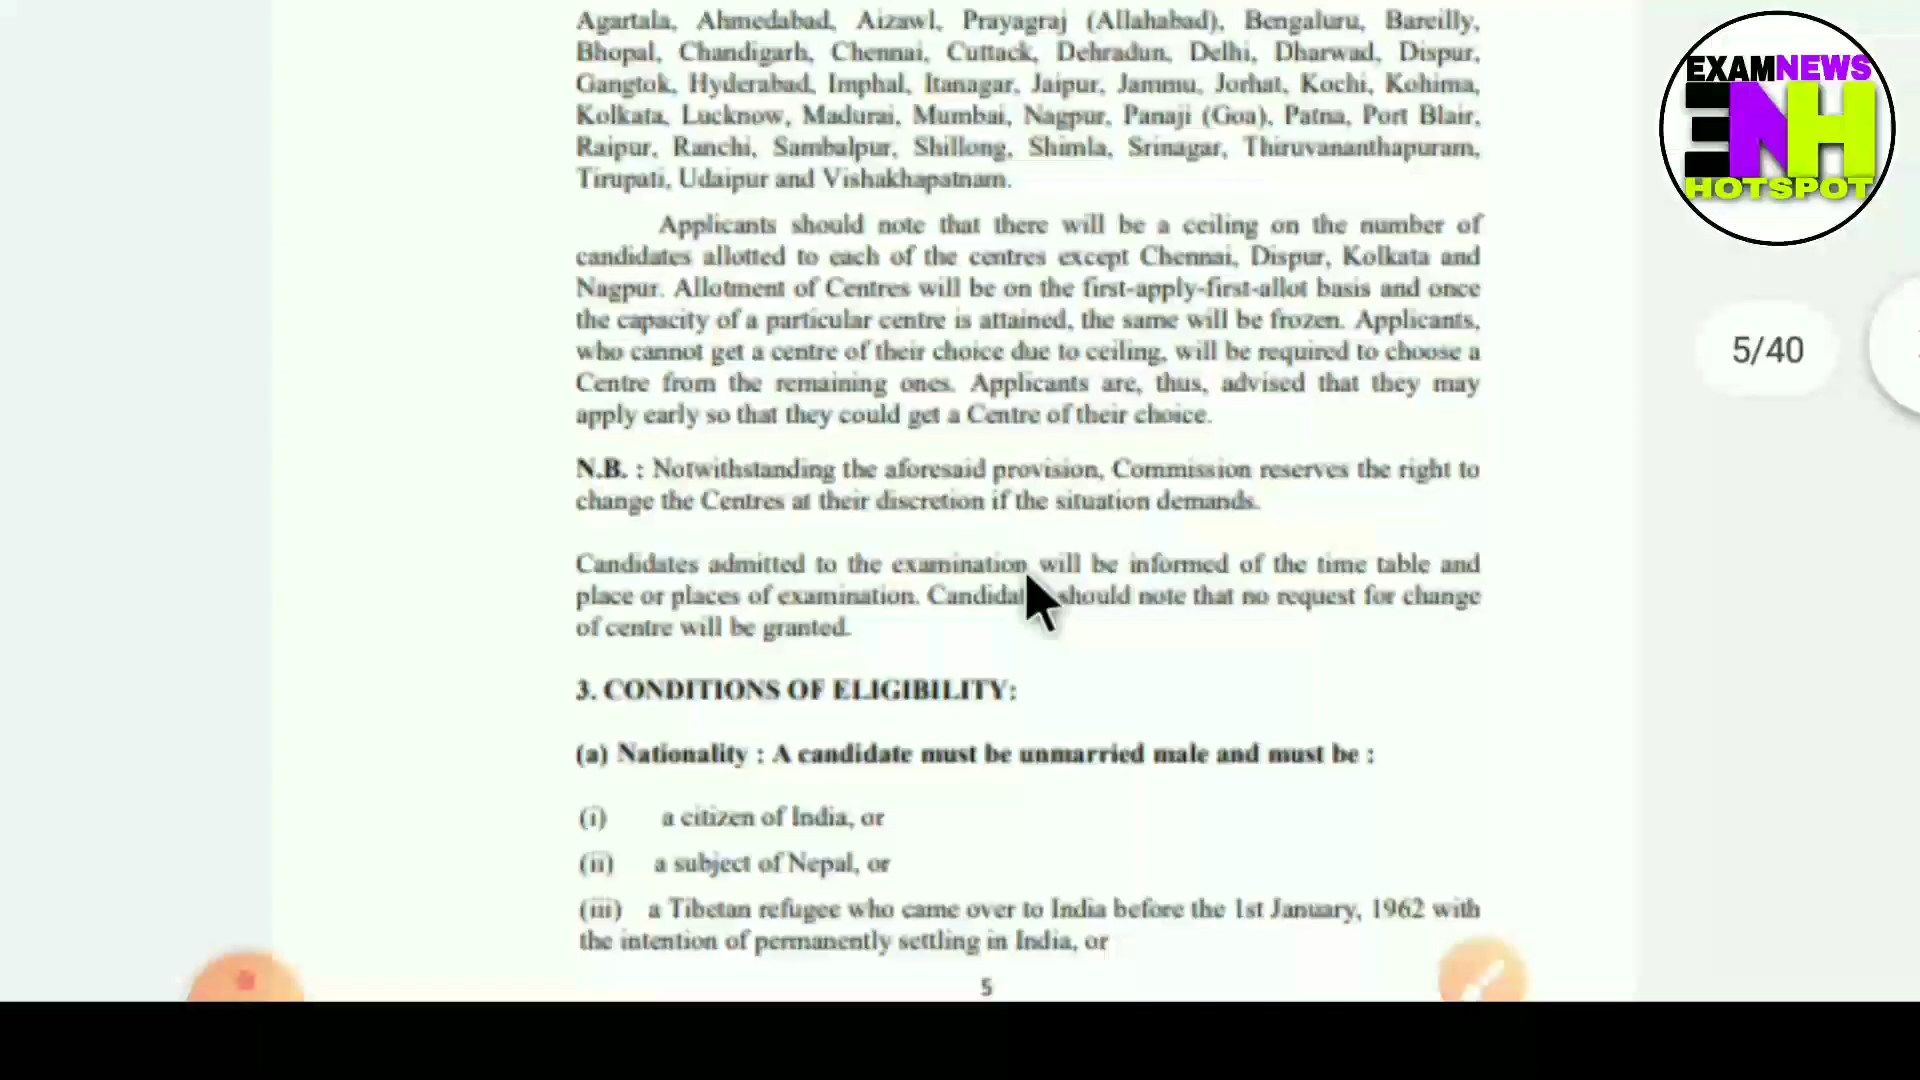 Agartala, Ahmedabad, Aizawl, Prayagraj (Allahabad), Bengaluru, Bareilly,
Bhopal, Chandigarh, Chennai, Cuttack, Dehradun, Delhi, Dharwad, Dispur,
Gangtok, Hyderabad, Imphal, Itanagar, Jaipur, Jammu, Jorhat, Kochi, Kohima,
Kolkata, Lucknow, Madurai, Mumbai, Nagpur, Panaji (Goa), Patna, Port Blair,
Raipur, Ranchi, Sambalpur, Shillong, Shimla, Srinagar, Thiruvananthapuram,
Tirupati, Udaipur and Vishakhapatnam.
Applicants should note that there will be a ceiling on the number of
candidates allotted to each of the centres except Chennai, Dispur, Kolkata and
Nagpur. Allotment of Centres will be on the first-apply-first-allot basis and once
the capacity of a particular centre is attained, the same will be frozen. Applicants,
who cannot get a centre of their choice due to ceiling, will be required to choose a
Centre from the remaining ones. Applicants are, thus, advised that they may
apply early so that they could get a Centre of their choice.
N.B. : Notwithstanding the aforesaid provision, Commission reserves the right to
change the Centres at their discretion if the situation demands.
Candidates admitted to the examination will be informed of the time table and
place or places of examination. Candidat should note that no request for change
of centre will be granted.
3. CONDITIONS OF ELIGIBILITY:
(a) Nationality : A candidate must be unmarried male and must be :
(i) a citizen of India, or
(ii) a subject of Nepal, or
(iii) a Tibetan refugee who came over to India before the 1st January, 1962 with
the intention of permanently settling in India, or
5
EXAMNEWS
ENH
HOTSPOT
5/40